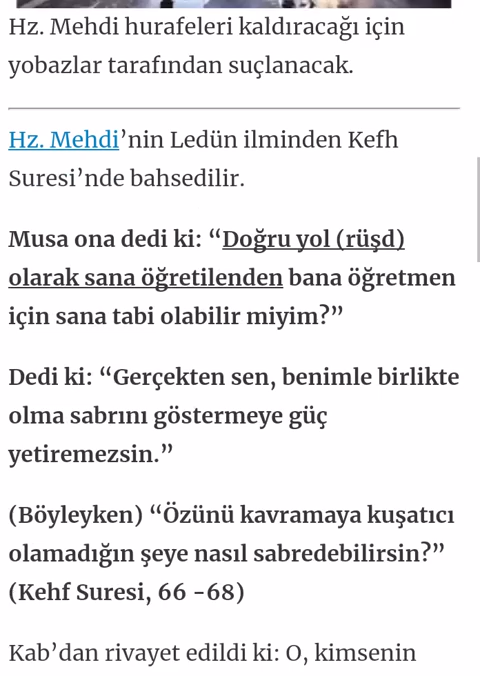 Hz. Mehdi hurafeleri kaldıracağı için
yobazlar tarafından suçlanacak.
Hz. Mehdi’nin Ledün ilminden Kefh
Suresi’nde bahsedilir.
Musa ona dedi ki: “Doğru yol (rüşd)
olarak sana öğretilenden bana öğretmen
için sana tabi olabilir miyim?”
Dedi ki: “Gerçekten sen, benimle birlikte
olma sabrını göstermeye güç
yetiremezsin.”
(Böyleyken) “Özünü kavramaya kuşatıcı
olamadığın şeye nasıl sabredebilirsin?”
(Kehf Suresi, 66 -68)
Kab’dan rivayet edildi ki: O, kimsenin